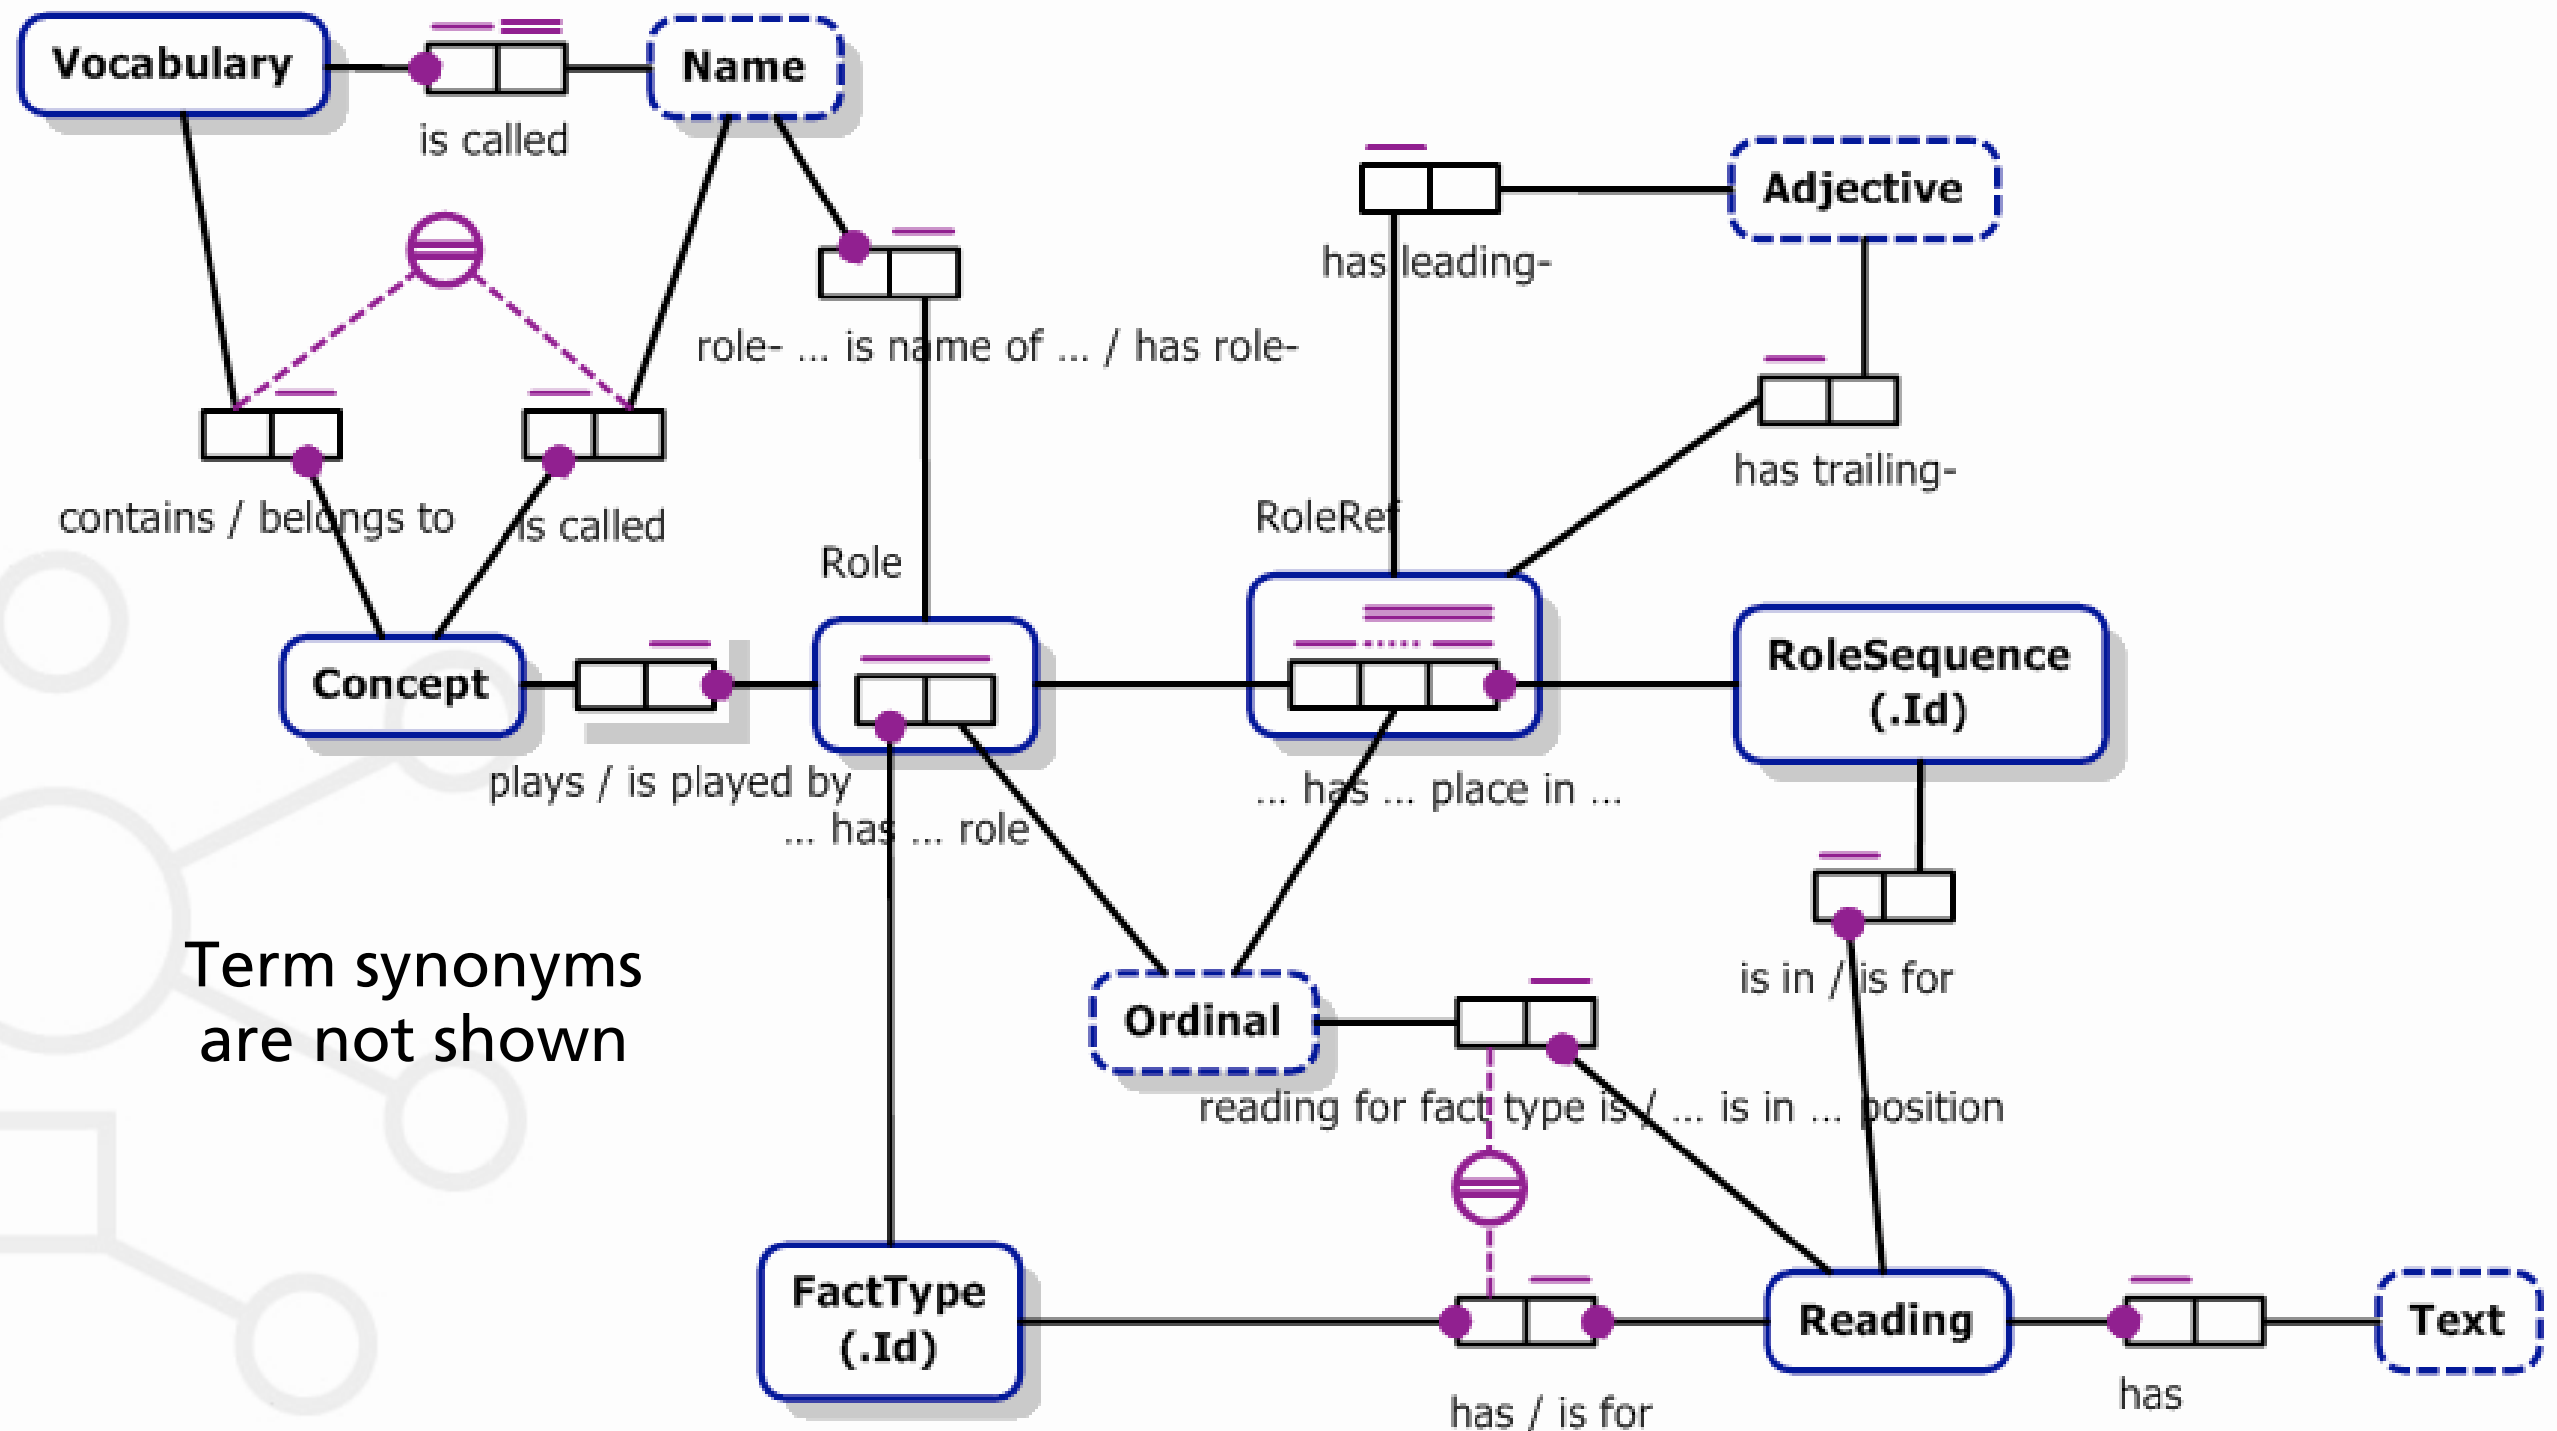 Vocabulary
Name
is called
Adjective
has leading-
role- ... is name of ... / has role-
has trailing-
contains / belongs to
is called
RoleRef
Role
Concept
RoleSequence
(.Id)
plays / is played by
... has ... role
... has ... place in ...
is in / is for
Term synonyms
are not shown
Ordinal
reading for fact type is / ... is in ... position
FactType
(.Id)
Reading
Text
has / is for
has